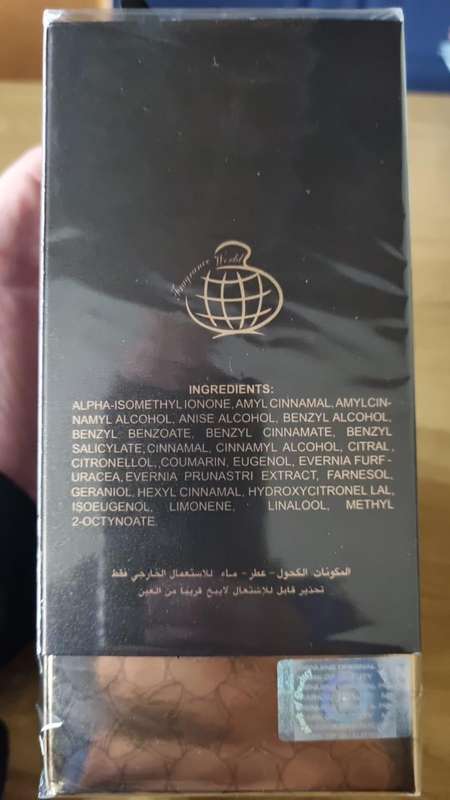 Fragrance World
INGREDIENTS:
ALPHA-ISOMETHYL IONONE, AMYL CINNAMAL, AMYLCIN-
NAMYL ALCOHOL, ANISE ALCOHOL, BENZYL ALCOHOL,
BENZYL BENZOATE, BENZYL CINNAMATE, BENZYL
SALICYLATE, CINNAMAL, CINNAMYL ALCOHOL, CITRAL,
CITRONELLOL, COUMARIN, EUGENOL, EVERNIA FURF-
URACEA, EVERNIA PRUNASTRI EXTRACT, FARNESOL,
GERANIOL. HEXYL CINNAMAL, HYDROXYCITRONEL LAL,
ISOEUGENOL, LIMONENE, LINALOOL, METHYL
2-OCTYNOATE.
المكونات الكحول - عطر - ماء للاستعمال الخارجي فقط
تحذير قابل للإشتعال لايبخ قريبا من العين